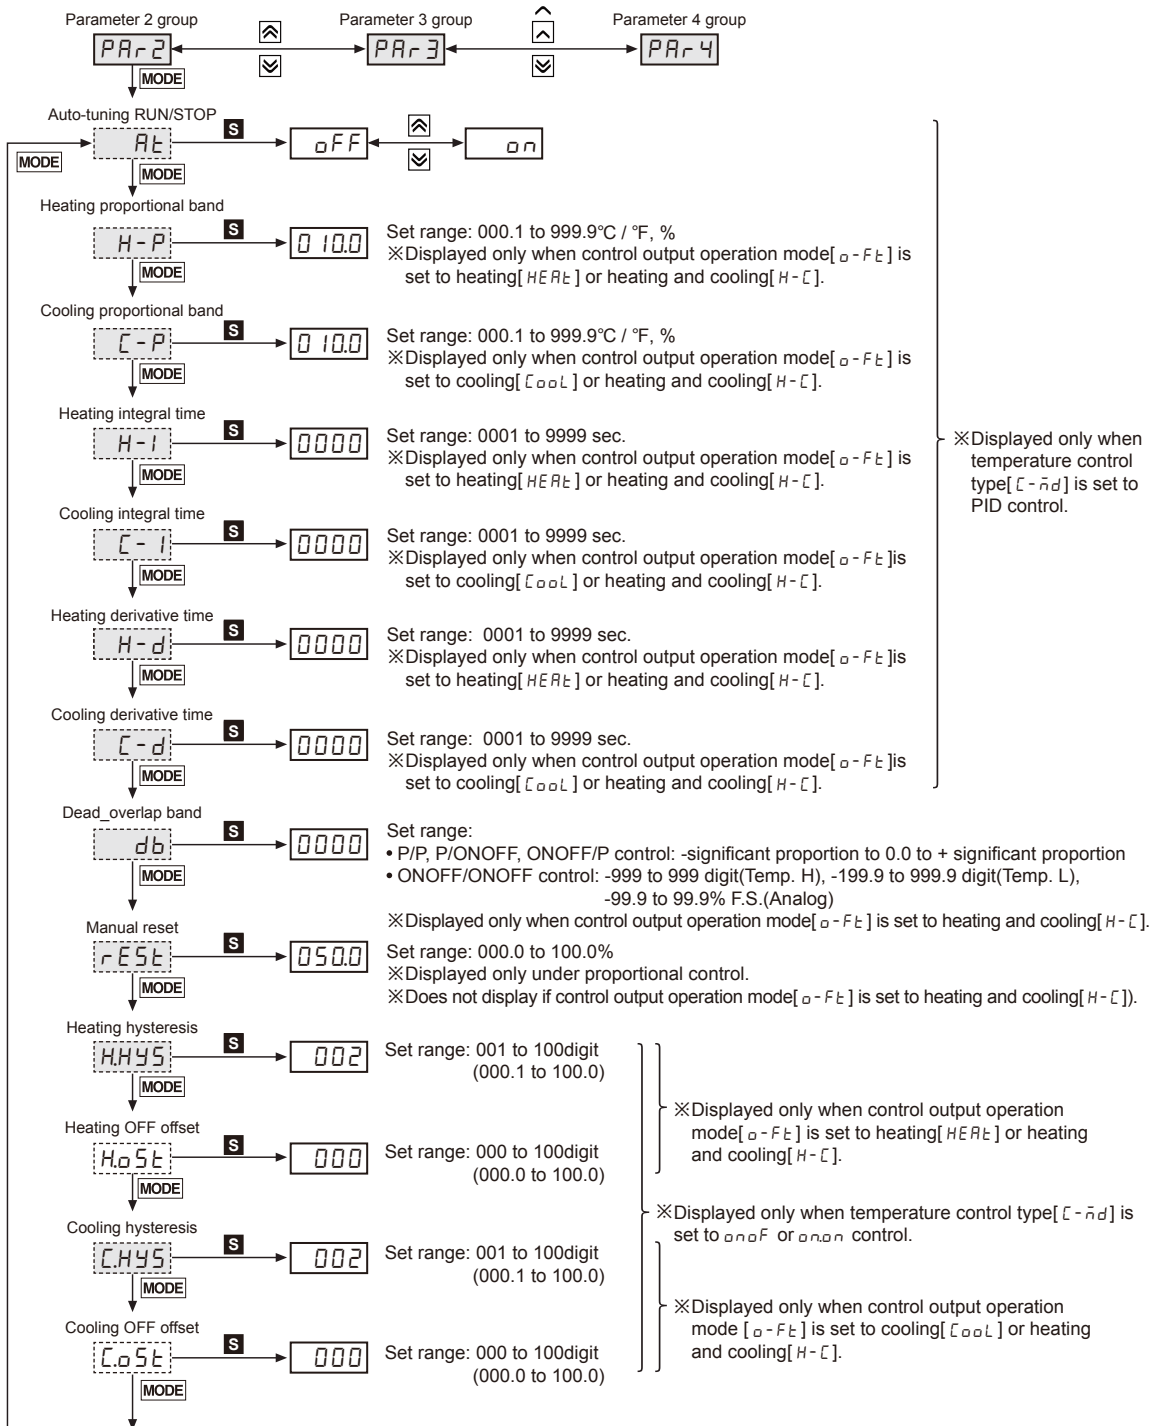 Parameter 2 group
Parameter 3 group
Parameter 4 group
PAr2
PAr3
PAr4
MODE
Auto-tuning RUN/STOP
MODE
At
S
oFF
on
MODE
Heating proportional band
H-P
S
010.0
Set range: 000.1 to 999.9℃ / ℉, %
※Displayed only when control output operation mode[o-Ft] is
set to heating[HEAt] or heating and cooling[H-C].
MODE
Cooling proportional band
C-P
S
010.0
Set range: 000.1 to 999.9℃ / ℉, %
※Displayed only when control output operation mode[o-Ft] is
set to cooling[CooL] or heating and cooling[H-C].
MODE
Heating integral time
H-I
S
0000
Set range: 0001 to 9999 sec.
※Displayed only when control output operation mode[o-Ft] is
set to heating[HEAt] or heating and cooling[H-C].
MODE
※Displayed only when
temperature control
type[C-md] is set to
PID control.
Cooling integral time
C-I
S
0000
Set range: 0001 to 9999 sec.
※Displayed only when control output operation mode[o-Ft]is
set to cooling[CooL] or heating and cooling[H-C].
MODE
Heating derivative time
H-d
S
0000
Set range: 0001 to 9999 sec.
※Displayed only when control output operation mode[o-Ft]is
set to heating[HEAt] or heating and cooling[H-C].
MODE
Cooling derivative time
C-d
S
0000
Set range: 0001 to 9999 sec.
※Displayed only when control output operation mode[o-Ft]is
set to cooling[CooL] or heating and cooling[H-C].
MODE
Dead_overlap band
db
S
0000
Set range:
• P/P, P/ONOFF, ONOFF/P control: -significant proportion to 0.0 to + significant proportion
• ONOFF/ONOFF control: -999 to 999 digit(Temp. H), -199.9 to 999.9 digit(Temp. L),
-99.9 to 99.9% F.S.(Analog)
※Displayed only when control output operation mode[o-Ft] is set to heating and cooling[H-C].
MODE
Manual reset
rESt
S
050.0
Set range: 000.0 to 100.0%
※Displayed only under proportional control.
※Does not display if control output operation mode[o-Ft] is set to heating and cooling[H-C]).
MODE
Heating hysteresis
H.HYS
S
002
Set range: 001 to 100digit
(000.1 to 100.0)
MODE
※Displayed only when control output operation
mode[o-Ft] is set to heating[HEAt] or heating
and cooling[H-C].
Heating OFF offset
H.oSt
S
000
Set range: 000 to 100digit
(000.0 to 100.0)
MODE
※Displayed only when temperature control type[C-md] is
set to onoF or on.on control.
Cooling hysteresis
C.HYS
S
002
Set range: 001 to 100digit
(000.1 to 100.0)
MODE
※Displayed only when control output operation
mode [o-Ft] is set to cooling[CooL] or heating
and cooling[H-C].
Cooling OFF offset
C.oSt
S
000
Set range: 000 to 100digit
(000.0 to 100.0)
MODE